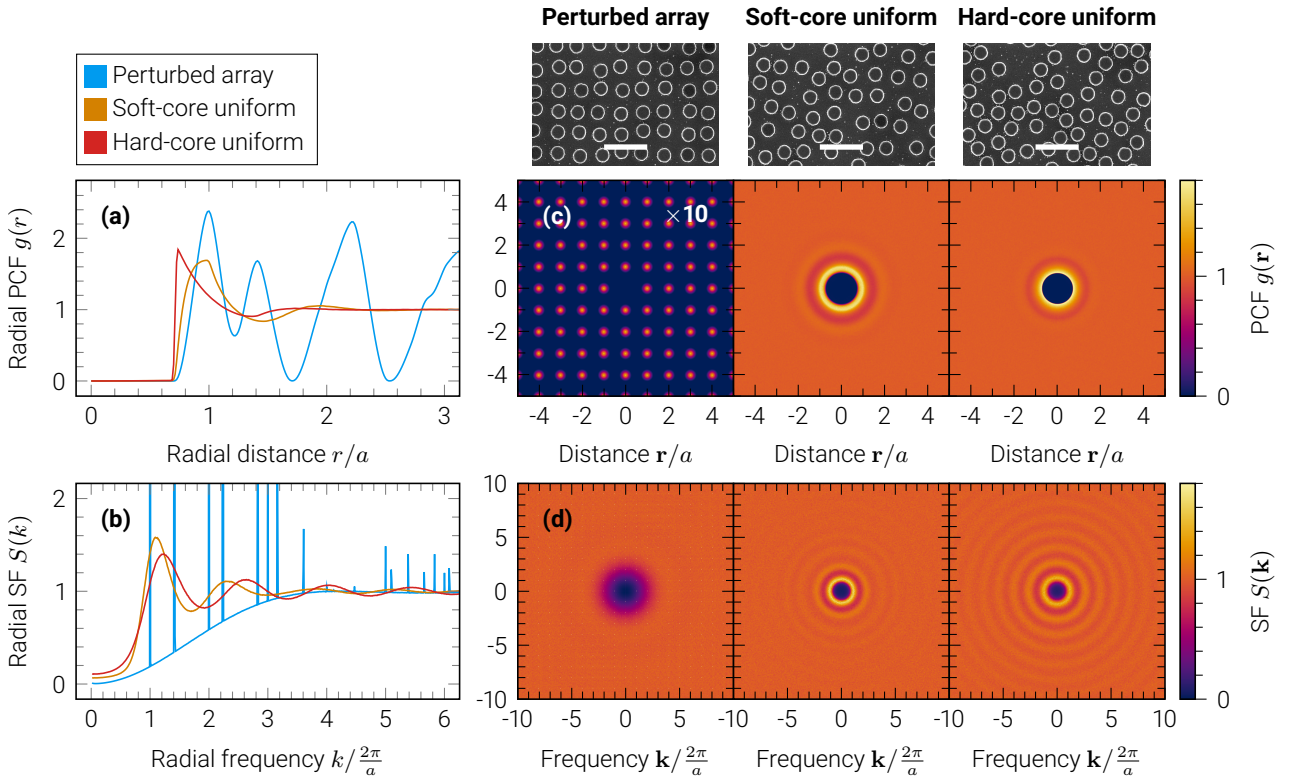 Perturbed array Soft-core uniform Hard-core uniform
Perturbed array
Soft-core uniform
Hard-core uniform
(a)
Radial PCF g(r)
0 1 2
0 1 2 3
Radial distance r/a
(c)
×10
4 2 0 -2 -4
-4 -2 0 2 4 -4 -2 0 2 4 -4 -2 0 2 4
Distance r/a Distance r/a Distance r/a
0 1
PCF g(r)
(b)
Radial SF S(k)
0 1 2
0 1 2 3 4 5 6
Radial frequency k/2π/a
(d)
10 5 0 -5 -10
-10 -5 0 5 -10 -5 0 5 -10 -5 0 5 10
Frequency k/2π/a Frequency k/2π/a Frequency k/2π/a
0 1
SF S(k)